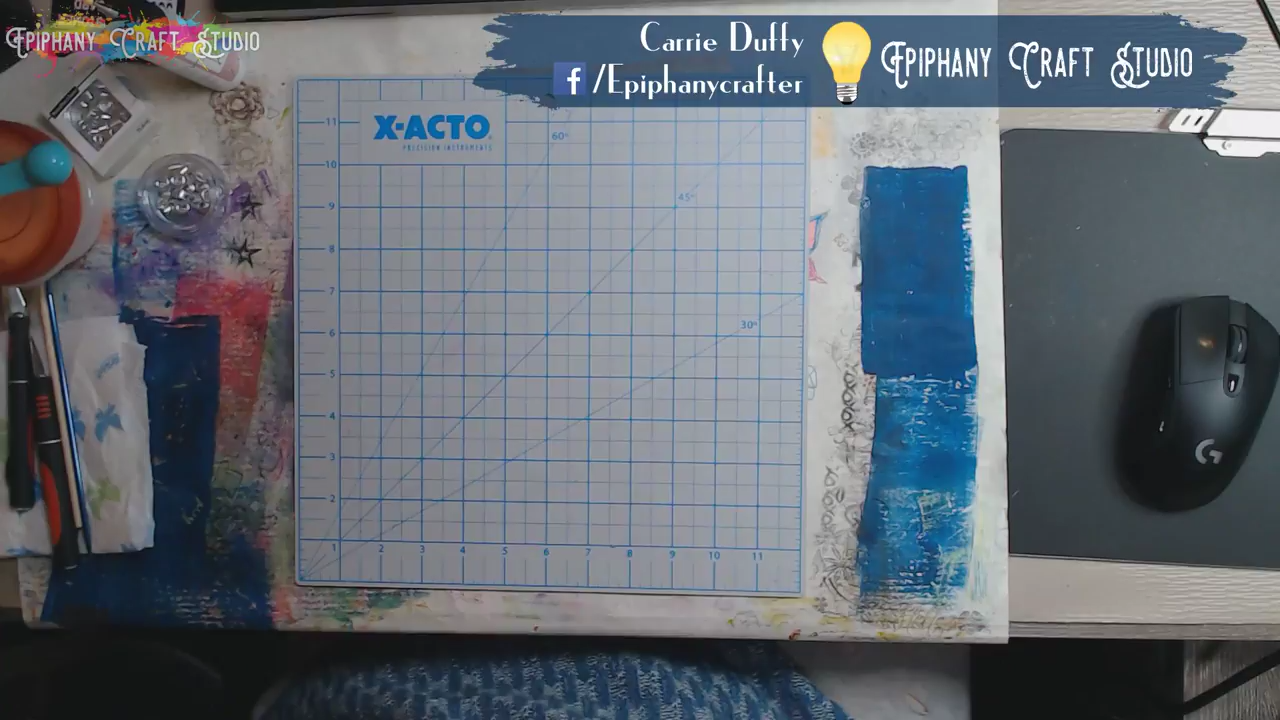 EPIPHANY CRAFT STUDIO
Carrie Duffy
f /Epiphanycrafter
EPIPHANY CRAFT STUDIO
X-ACTO
PRECISION INSTRUMENTS
60°
45°
30°
11
10
9
8
7
6
5
4
3
2
1
1 2 3 4 5 6 7 8 9 10 11
G